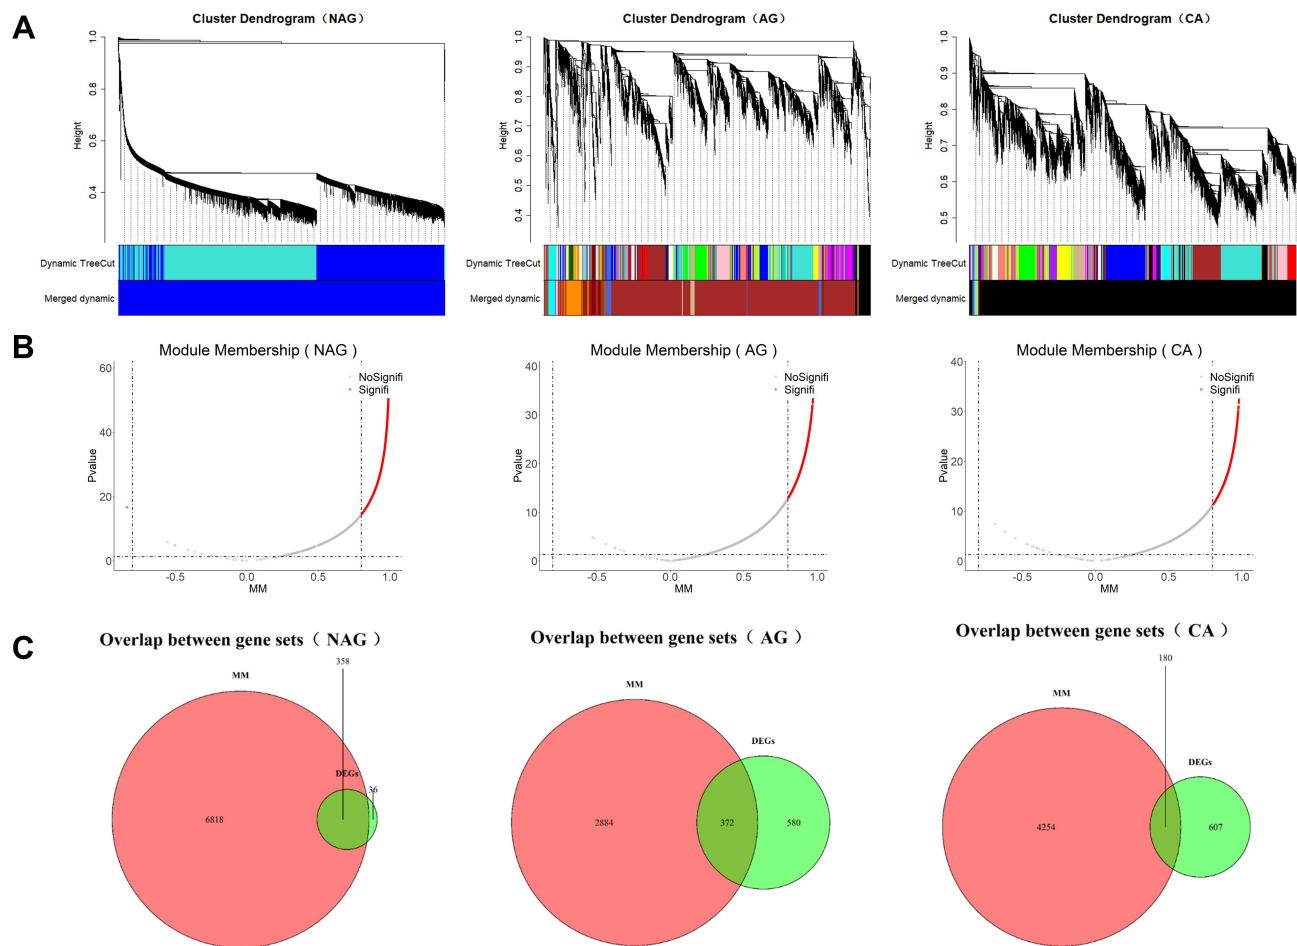 A
Cluster Dendrogram（NAG）
Height
1.0
0.8
0.6
0.4
Dynamic TreeCut
Merged dynamic
Cluster Dendrogram（AG）
Height
1.0
0.9
0.8
0.7
0.6
0.5
0.4
Dynamic TreeCut
Merged dynamic
Cluster Dendrogram（CA）
Height
1.0
0.9
0.8
0.7
0.6
0.5
Dynamic TreeCut
Merged dynamic
B
Module Membership ( NAG )
Pvalue
60
40
20
0
-0.5
0.0
0.5
1.0
MM
NoSignifi
Signifi
Module Membership ( AG )
Pvalue
40
30
20
10
0
-0.5
0.0
0.5
1.0
MM
NoSignifi
Signifi
Module Membership ( CA )
Pvalue
40
30
20
10
0
-0.5
0.0
0.5
1.0
MM
NoSignifi
Signifi
C
Overlap between gene sets（ NAG ）
358
MM
DEGs
36
6818
Overlap between gene sets（ AG ）
MM
DEGs
2884
372
580
Overlap between gene sets（ CA ）
180
MM
DEGs
4254
607